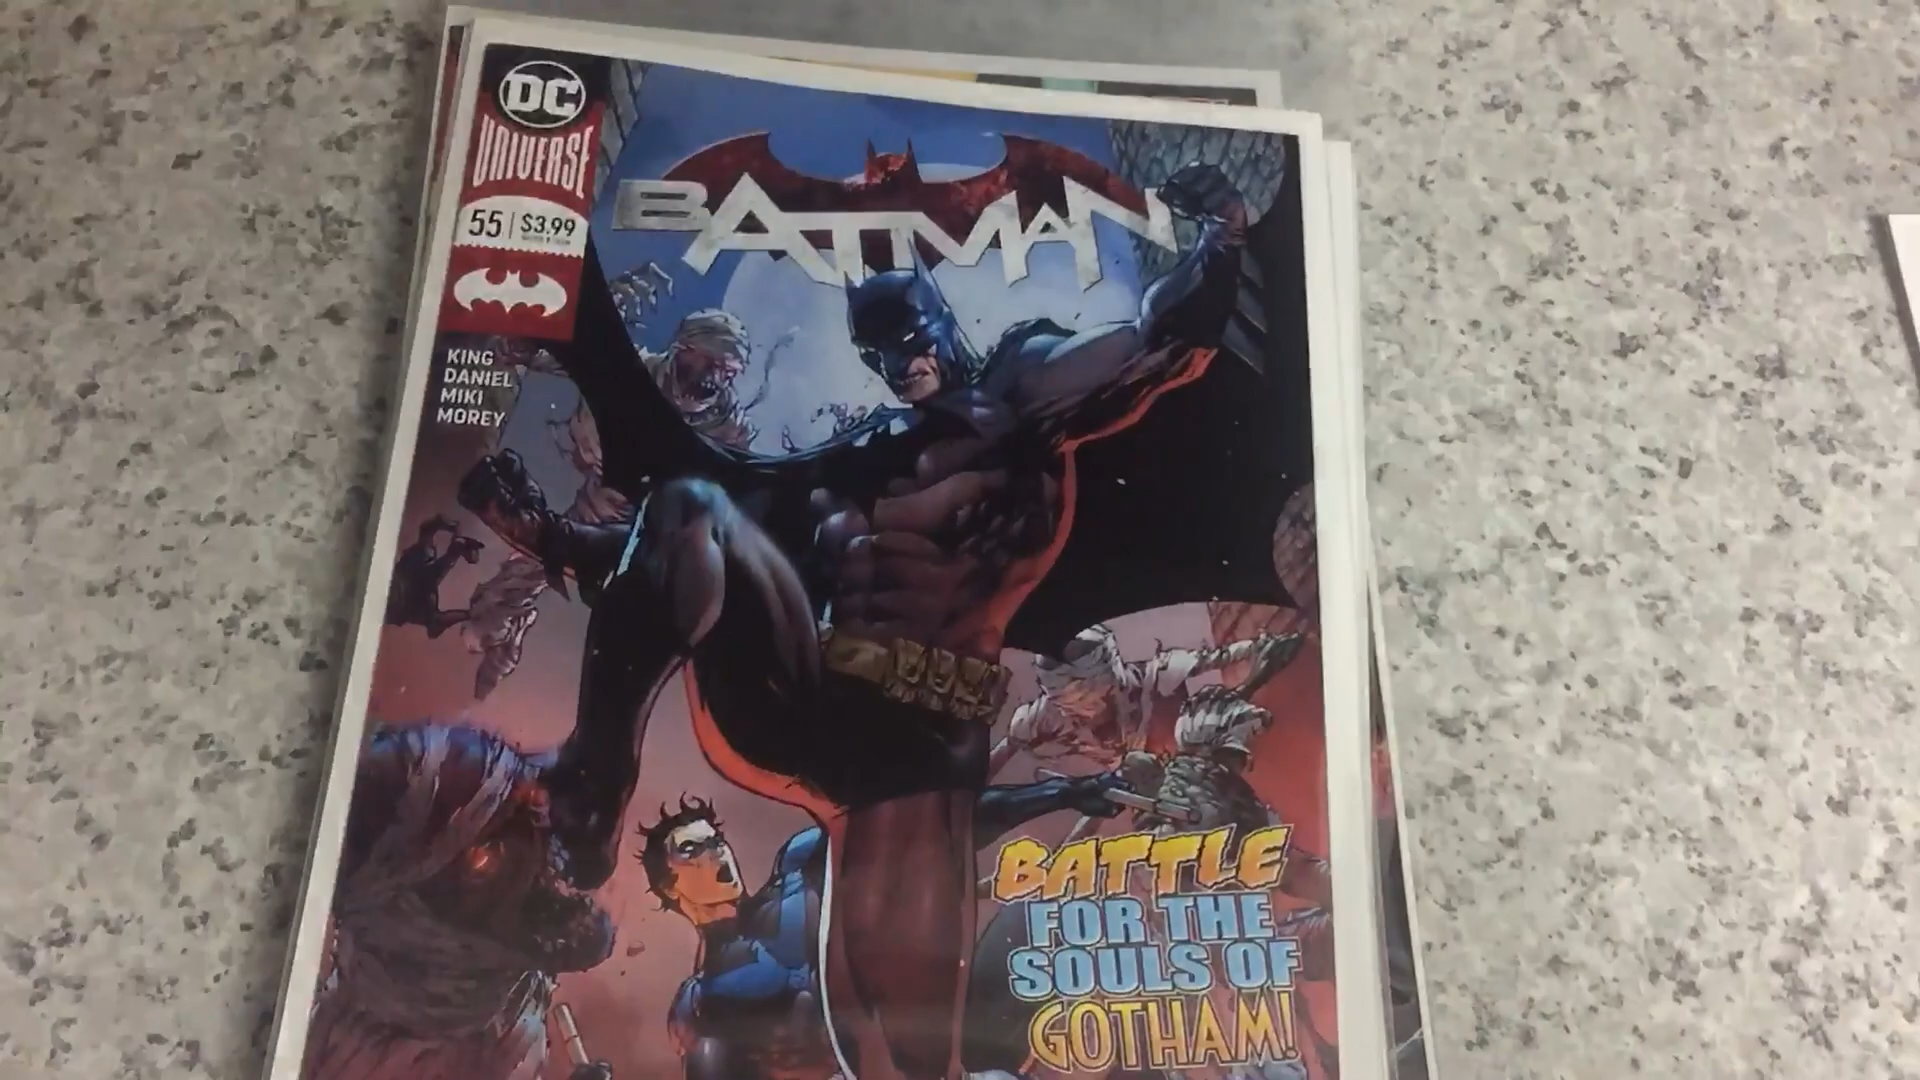 DC
UNIVERSE
55 $3.99
BATMAN
KING
DANIEL
MIKI
MOREY
BATTLE
FOR THE
SOULS OF
GOTHAM!